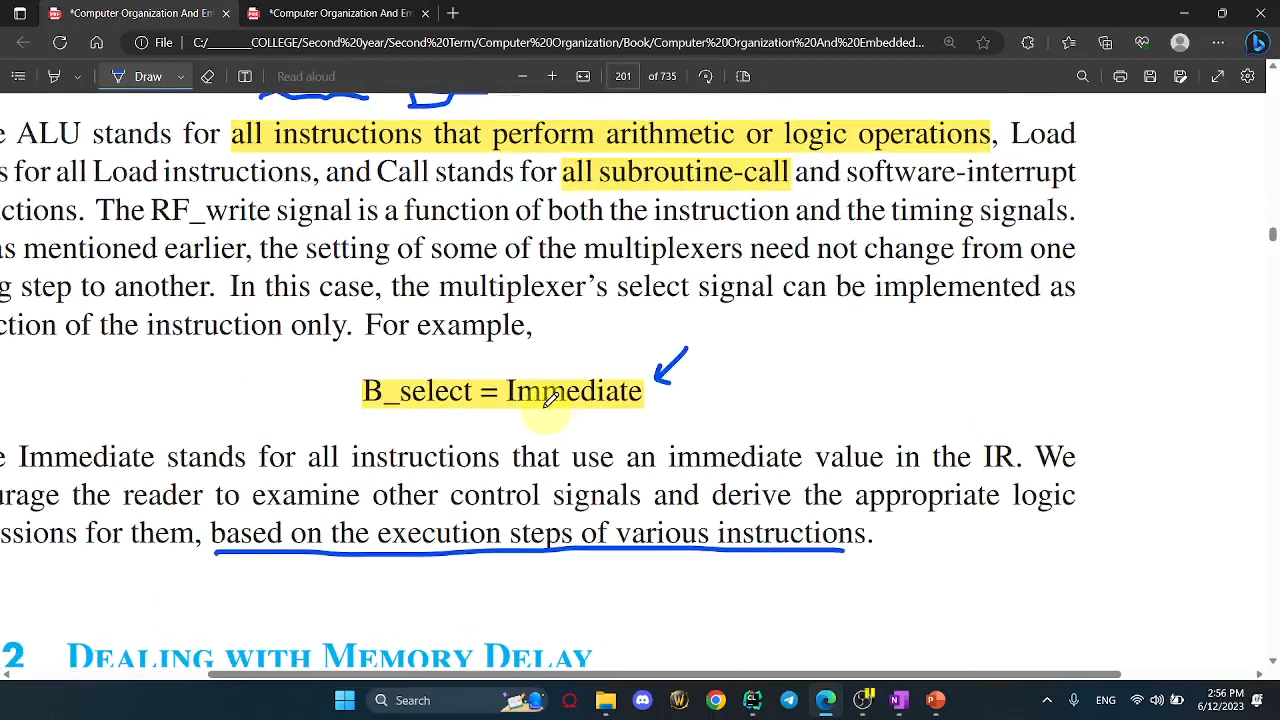 *Computer Organization And Em
*Computer Organization And Em
File
C:/_______COLLEGE/Second%20year/Second%20Term/Computer%20Organization/Book/Computer%20Organization%20And%20Embedded...
Draw
Read aloud
201
of 735
e ALU stands for all instructions that perform arithmetic or logic operations, Load
s for all Load instructions, and Call stands for all subroutine-call and software-interrupt
ctions. The RF_write signal is a function of both the instruction and the timing signals.
as mentioned earlier, the setting of some of the multiplexers need not change from one
g step to another. In this case, the multiplexer's select signal can be implemented as
ction of the instruction only. For example,
B_select = Immediate
e Immediate stands for all instructions that use an immediate value in the IR. We
urage the reader to examine other control signals and derive the appropriate logic
ssions for them, based on the execution steps of various instructions.
2 DEALING WITH MEMORY DELAY
Search
ENG
2:56 PM
6/12/2023